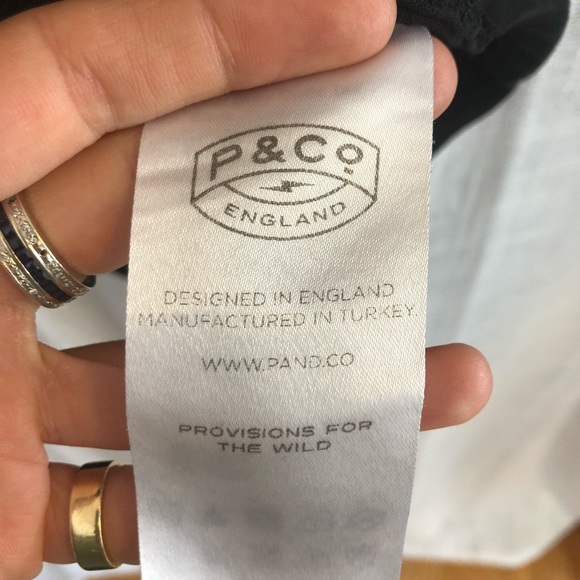 P & Co
ENGLAND
DESIGNED IN ENGLAND
MANUFACTURED IN TURKEY.
WWW.PAND.CO
PROVISIONS FOR
THE WILD